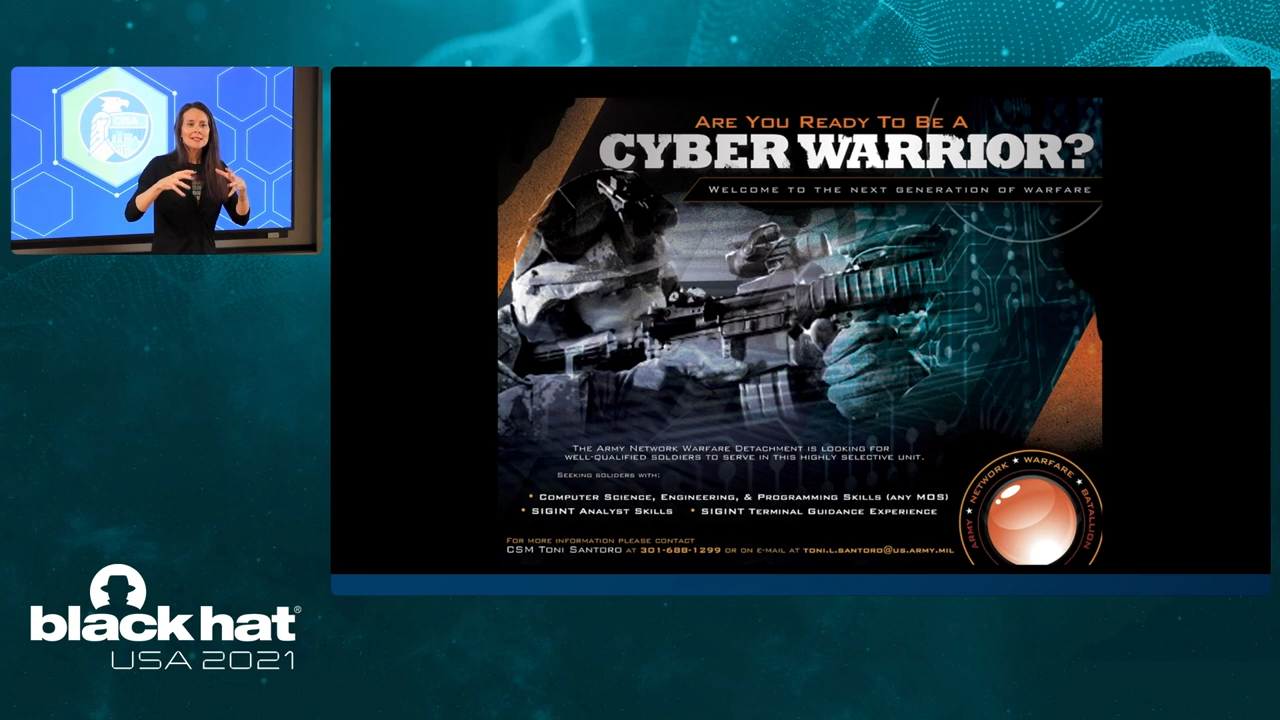 CISA
ARE YOU READY TO BE A
CYBER WARRIOR?
WELCOME TO THE NEXT GENERATION OF WARFARE
THE ARMY NETWORK WARFARE DETACHMENT IS LOOKING FOR
WELL-QUALIFIED SOLDIERS TO SERVE IN THIS HIGHLY SELECTIVE UNIT.
SEEKING SOLIDERS WITH:
• COMPUTER SCIENCE, ENGINEERING, & PROGRAMMING SKILLS (ANY MOS)
• SIGINT ANALYST SKILLS • SIGINT TERMINAL GUIDANCE EXPERIENCE
FOR MORE INFORMATION PLEASE CONTACT
CSM TONI SANTORO AT 301-688-1299 OR ON E-MAIL AT TONI.L.SANTORO@US.ARMY.MIL
ARMY ★ NETWORK ★ WARFARE ★ BATALLION
black hat®
USA 2021